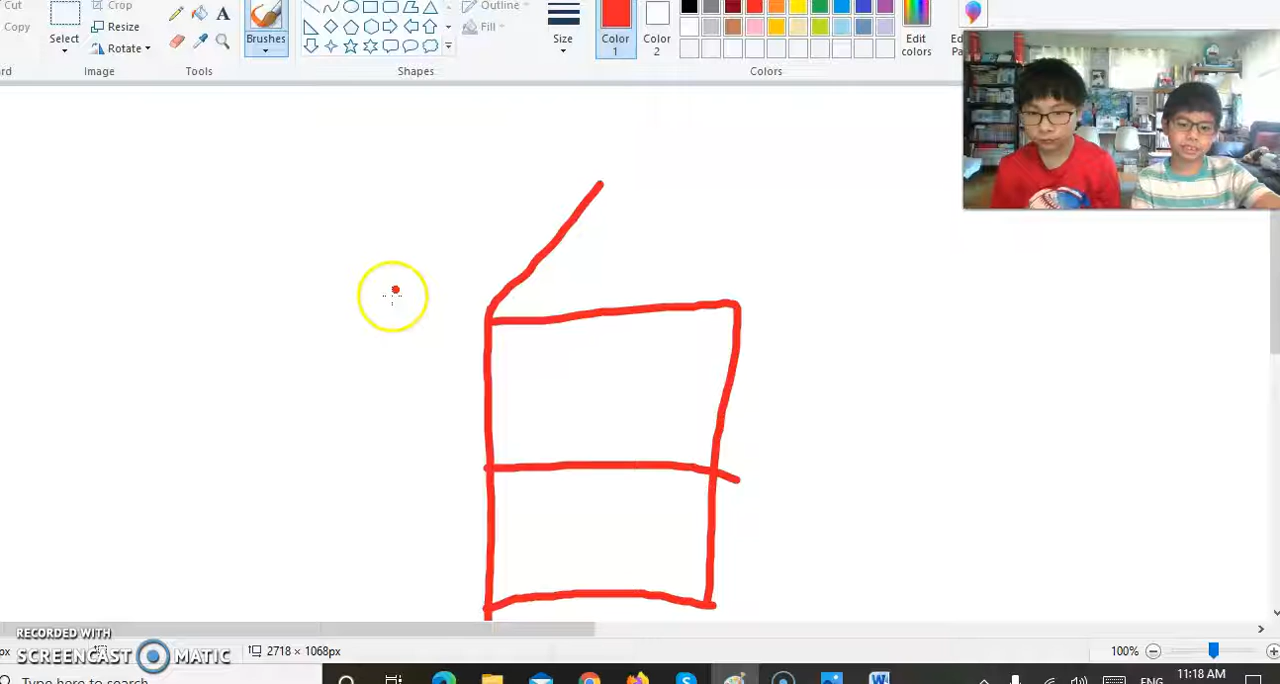 Cut
Copy
Crop
Resize
Rotate
Select
Brushes
Outline
Fill
Size
Color 1
Color 2
Edit colors
Image
Tools
Shapes
Colors
白
RECORDED WITH
SCREENCAST MATIC
2718 × 1068px
100%
Type here to search
ENG
11:18 AM